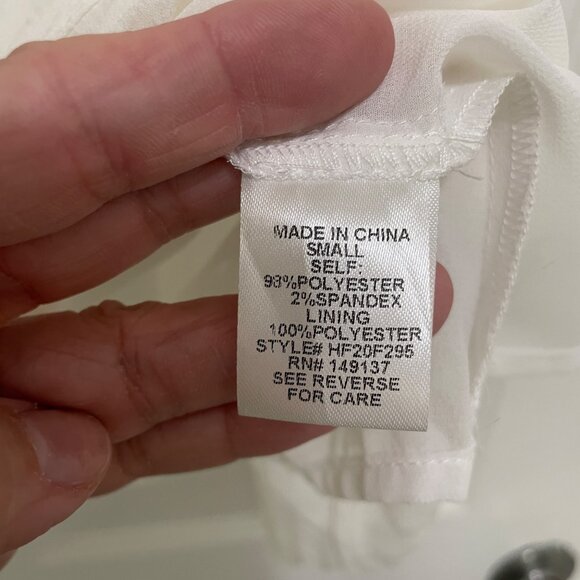 MADE IN CHINA
SMALL
SELF:
98%POLYESTER
2%SPANDEX
LINING
100%POLYESTER
STYLE# HF20F295
RN# 149137
SEE REVERSE
FOR CARE